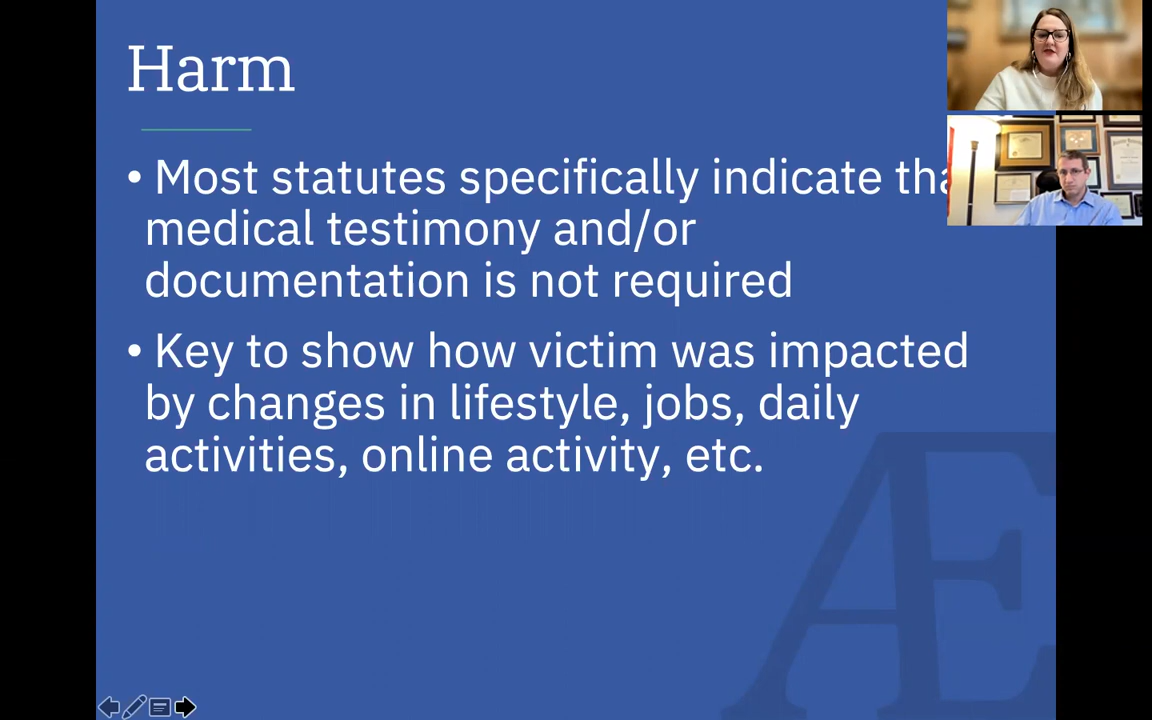 Harm
• Most statutes specifically indicate tha
medical testimony and/or
documentation is not required
• Key to show how victim was impacted
by changes in lifestyle, jobs, daily
activities, online activity, etc.
Æ